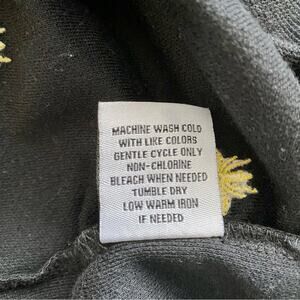 MACHINE WASH COLD
WITH LIKE COLORS
GENTLE CYCLE ONLY
NON-CHLORINE
BLEACH WHEN NEEDED
TUMBLE DRY
LOW WARM IRON
IF NEEDED